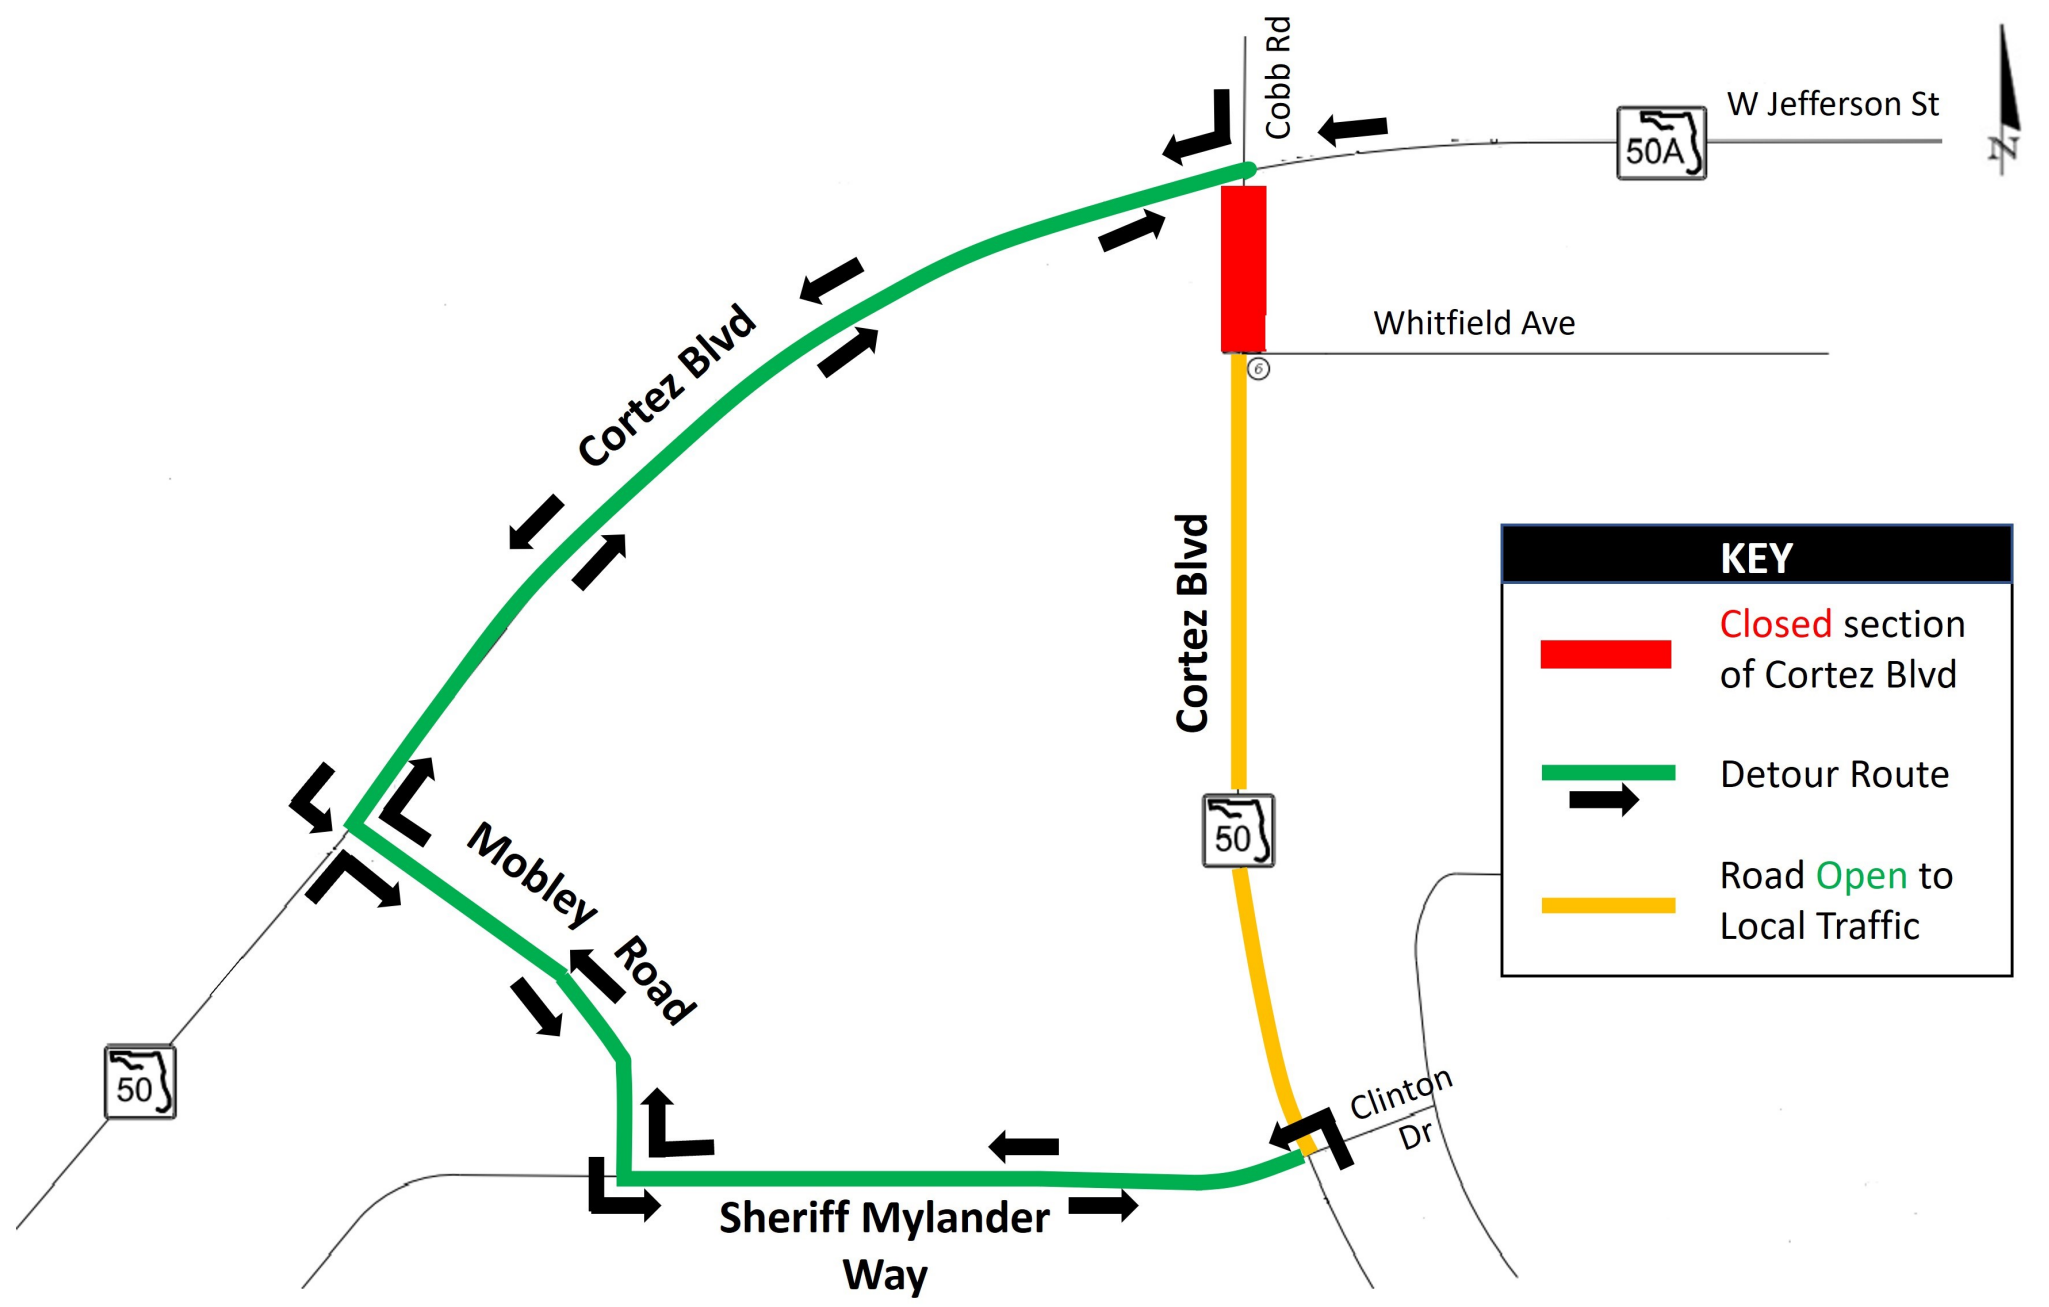 Cobb Rd
W Jefferson St
50A
N
Whitfield Ave
6
Cortez Blvd
Cortez Blvd
KEY
Closed section
of Cortez Blvd
Detour Route
Road Open to
Local Traffic
50
Mobley Road
50
Clinton
Dr
Sheriff Mylander
Way